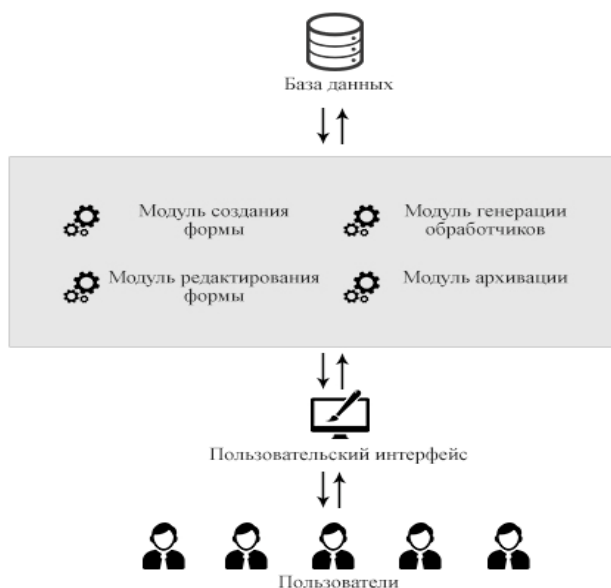 База данных
Модуль создания
формы
Модуль генерации
обработчиков
Модуль редактирования
формы
Модуль архивации
Пользовательский интерфейс
Пользователи